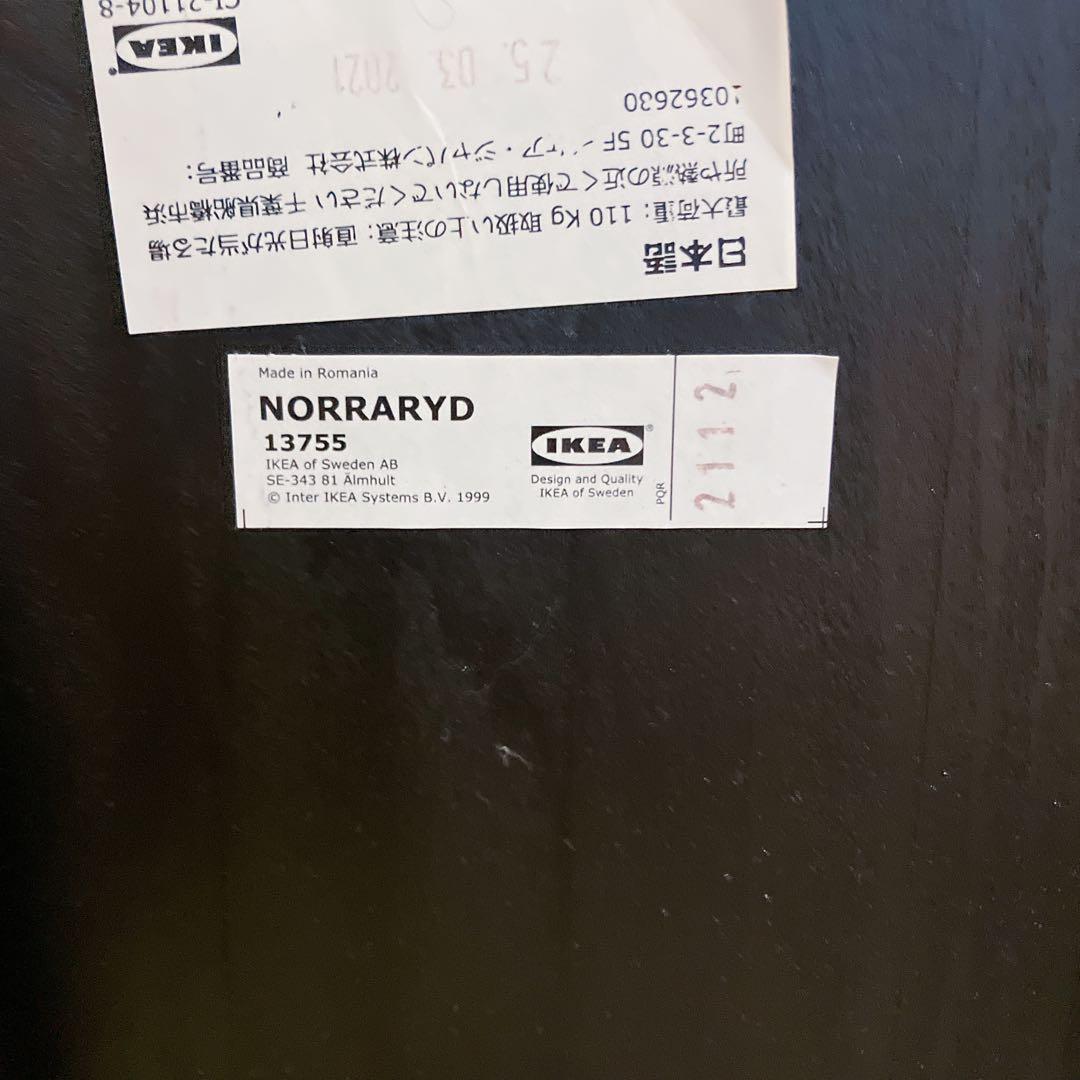 日本語
最大荷重: 110 Kg 取扱い上の注意: 直射日光が当たる場
所や熱源の近くで使用しないでください 千葉県船橋市浜
町2-3-30 5F ケア・ジャパン株式会社 商品番号:
0362630
25. 03 2021
IKEA
21104-8
Made in Romania
NORRARYD
13755
IKEA of Sweden AB
SE-343 81 Älmhult
© Inter IKEA Systems B.V. 1999
IKEA
Design and Quality
IKEA of Sweden
PQR
2112